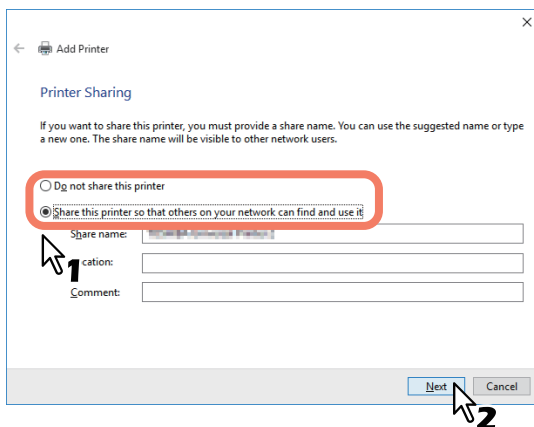 Add Printer
Printer Sharing
If you want to share this printer, you must provide a share name. You can use the suggested name or type
a new one. The share name will be visible to other network users.
Do not share this printer
Share this printer so that others on your network can find and use it
Share name:
1
cation:
Comment:
Next
Cancel
2